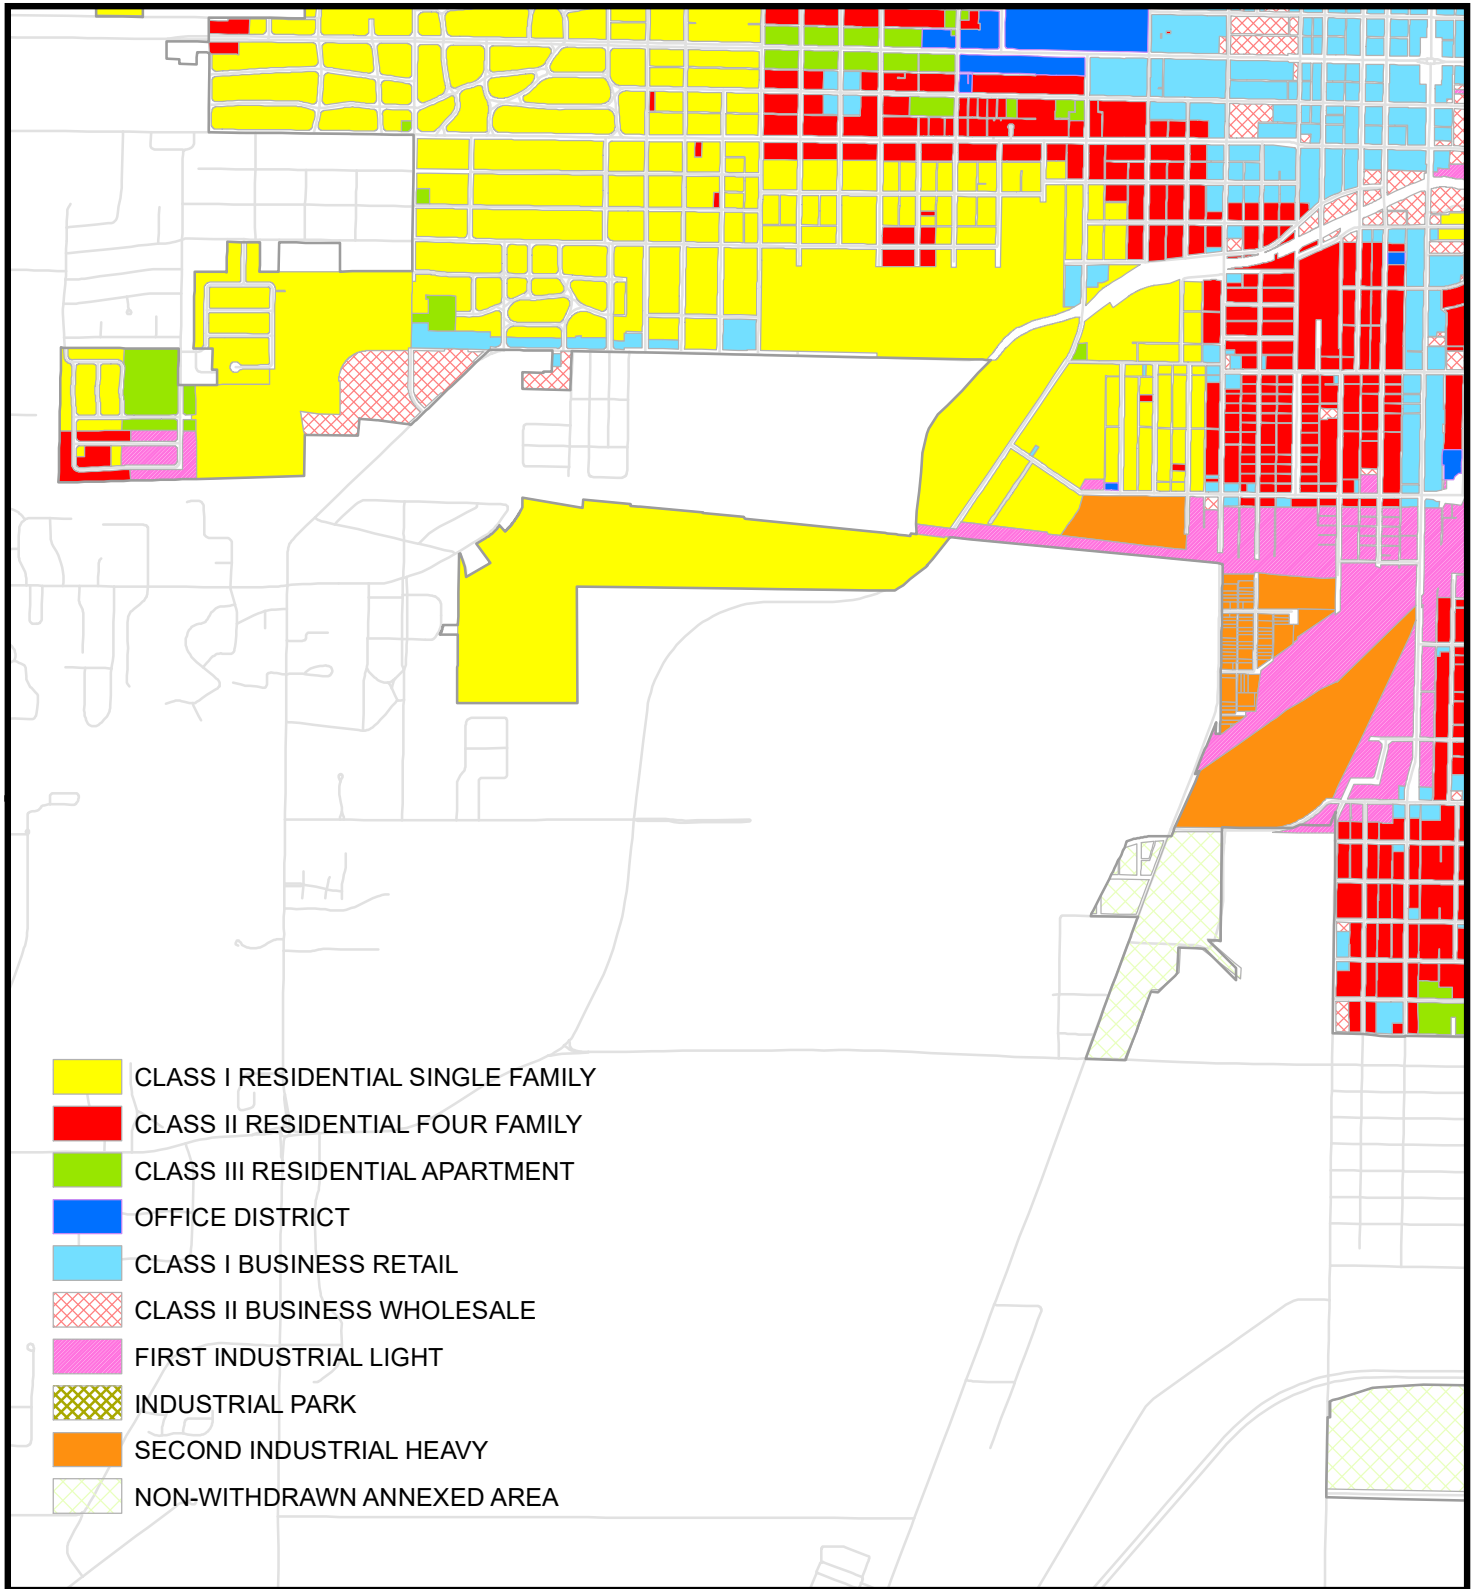 CLASS I RESIDENTIAL SINGLE FAMILY
CLASS II RESIDENTIAL FOUR FAMILY
CLASS III RESIDENTIAL APARTMENT
OFFICE DISTRICT
CLASS I BUSINESS RETAIL
CLASS II BUSINESS WHOLESALE
FIRST INDUSTRIAL LIGHT
INDUSTRIAL PARK
SECOND INDUSTRIAL HEAVY
NON-WITHDRAWN ANNEXED AREA